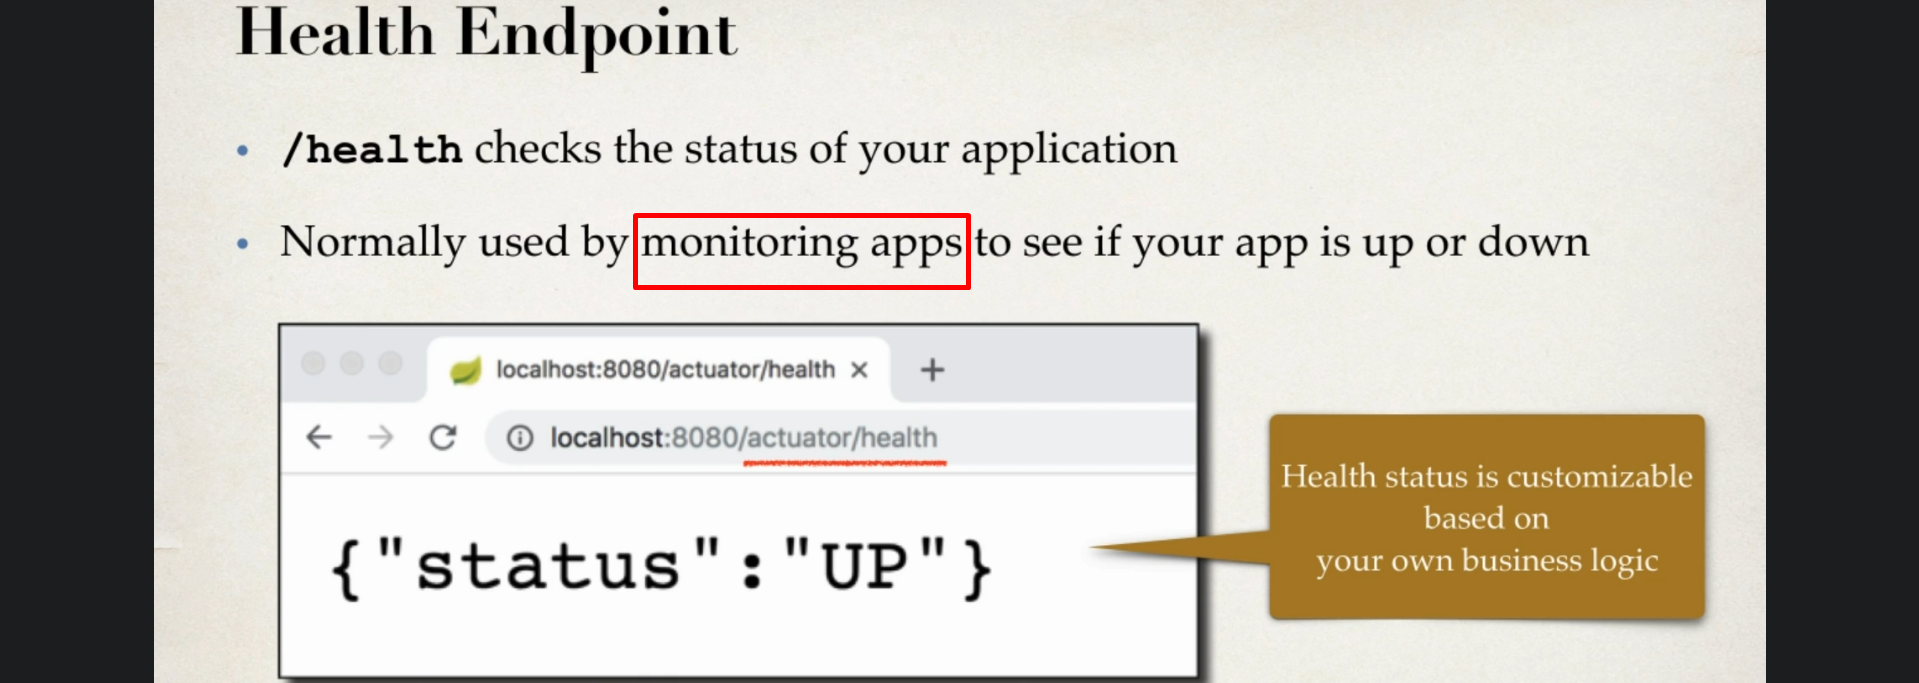 Health Endpoint
• /health checks the status of your application
• Normally used by monitoring apps to see if your app is up or down
localhost:8080/actuator/health
localhost:8080/actuator/health
{"status":"UP"}
Health status is customizable
based on
your own business logic